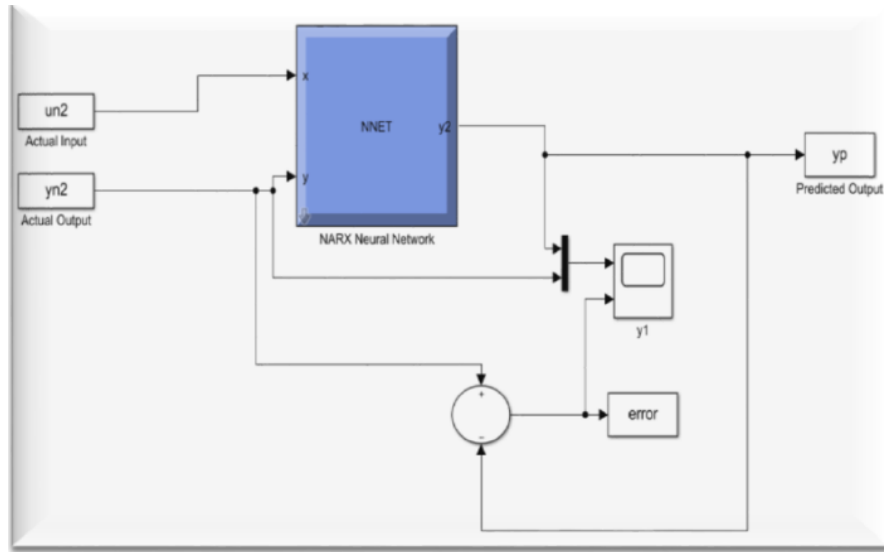 un2
Actual Input
yn2
Actual Output
x
y
NNET
y2
NARX Neural Network
yp
Predicted Output
y1
+
−
error